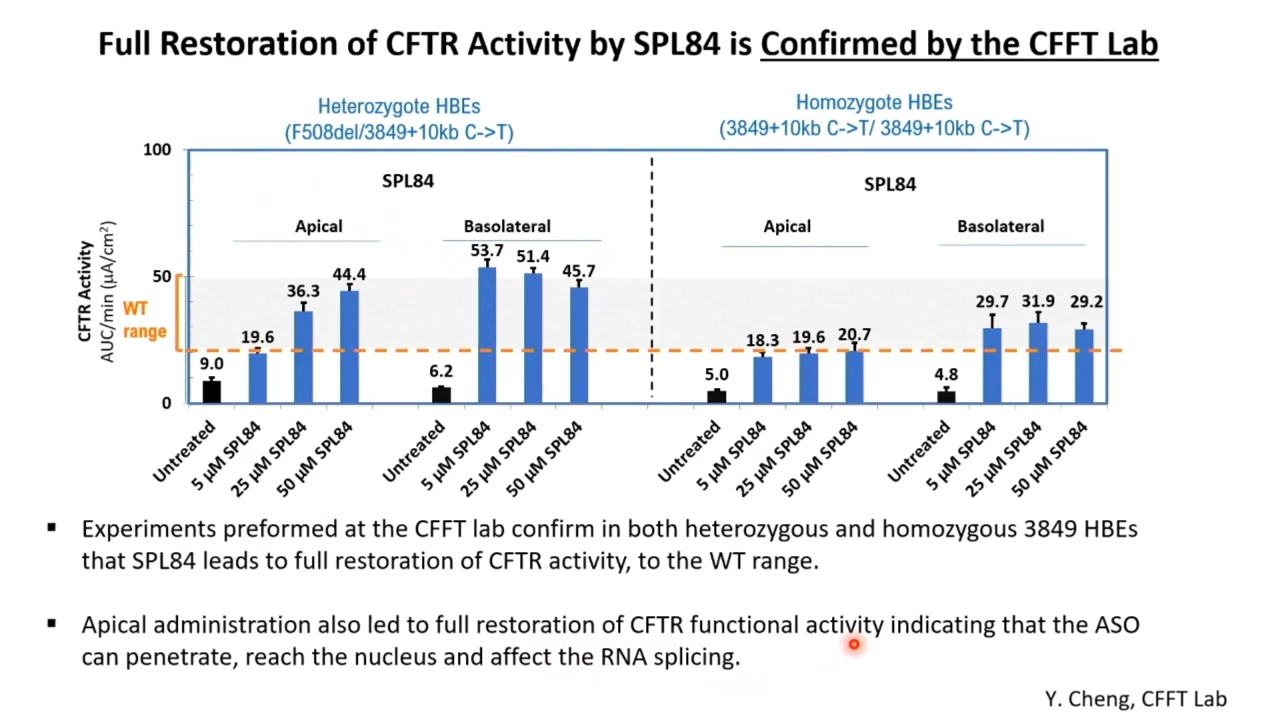 Full Restoration of CFTR Activity by SPL84 is Confirmed by the CFFT Lab
Heterozygote HBEs
(F508del/3849+10kb C->T)
Homozygote HBEs
(3849+10kb C->T/ 3849+10kb C->T)
100
50
0
CFTR Activity
AUC/min (µA/cm²)
WT
range
SPL84
Apical
Basolateral
9.0
19.6
36.3
44.4
6.2
53.7
51.4
45.7
SPL84
Apical
Basolateral
5.0
18.3
19.6
20.7
4.8
29.7
31.9
29.2
Untreated
5 µM SPL84
25 µM SPL84
50 µM SPL84
Untreated
5 µM SPL84
25 µM SPL84
50 µM SPL84
Untreated
5 µM SPL84
25 µM SPL84
50 µM SPL84
Untreated
5 µM SPL84
25 µM SPL84
50 µM SPL84
▪ Experiments preformed at the CFFT lab confirm in both heterozygous and homozygous 3849 HBEs
that SPL84 leads to full restoration of CFTR activity, to the WT range.
▪ Apical administration also led to full restoration of CFTR functional activity indicating that the ASO
can penetrate, reach the nucleus and affect the RNA splicing.
Y. Cheng, CFFT Lab